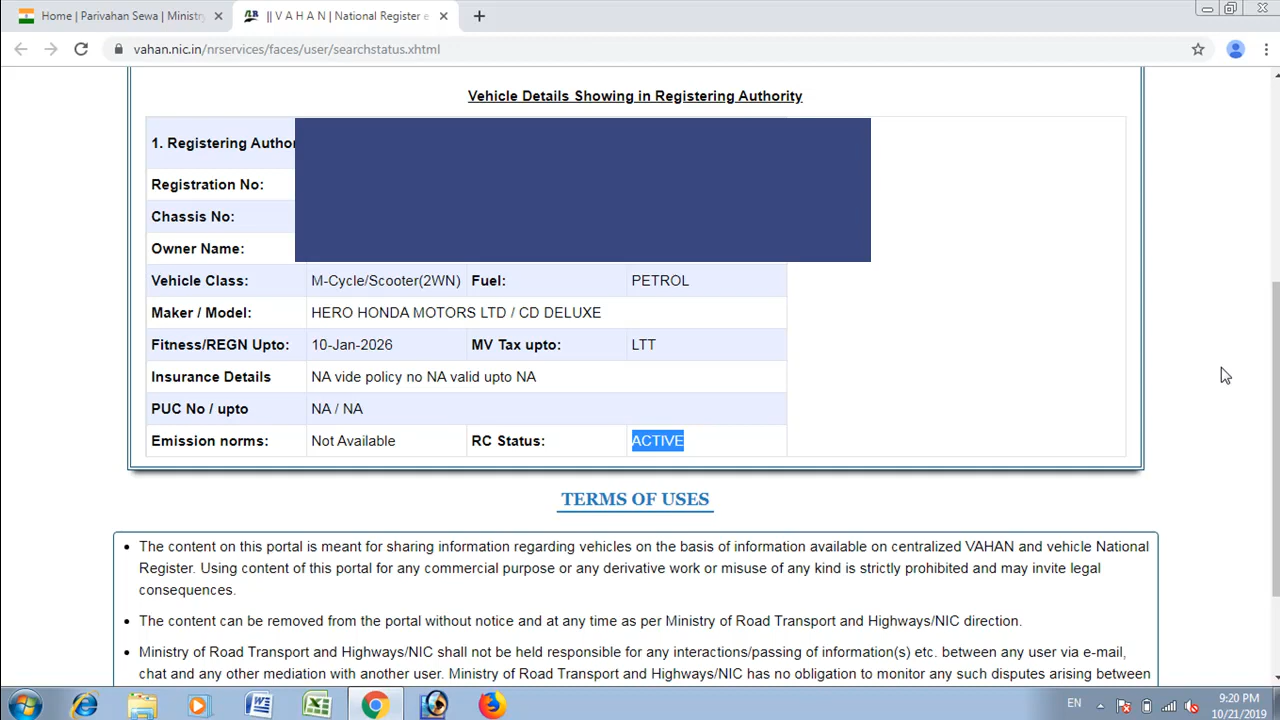 Home | Parivahan Sewa | Ministry
|| V A H A N | National Register e
vahan.nic.in/nrservices/faces/user/searchstatus.xhtml
Vehicle Details Showing in Registering Authority
1. Registering Author
Registration No:
Chassis No:
Owner Name:
Vehicle Class: M-Cycle/Scooter(2WN) Fuel: PETROL
Maker / Model: HERO HONDA MOTORS LTD / CD DELUXE
Fitness/REGN Upto: 10-Jan-2026 MV Tax upto: LTT
Insurance Details NA vide policy no NA valid upto NA
PUC No / upto NA / NA
Emission norms: Not Available RC Status: ACTIVE
TERMS OF USES
• The content on this portal is meant for sharing information regarding vehicles on the basis of information available on centralized VAHAN and vehicle National
Register. Using content of this portal for any commercial purpose or any derivative work or misuse of any kind is strictly prohibited and may invite legal
consequences.
• The content can be removed from the portal without notice and at any time as per Ministry of Road Transport and Highways/NIC direction.
• Ministry of Road Transport and Highways/NIC shall not be held responsible for any interactions/passing of information(s) etc. between any user via e-mail,
chat and any other mediation with another user. Ministry of Road Transport and Highways/NIC has no obligation to monitor any such disputes arising between
EN
9:20 PM
10/21/2019